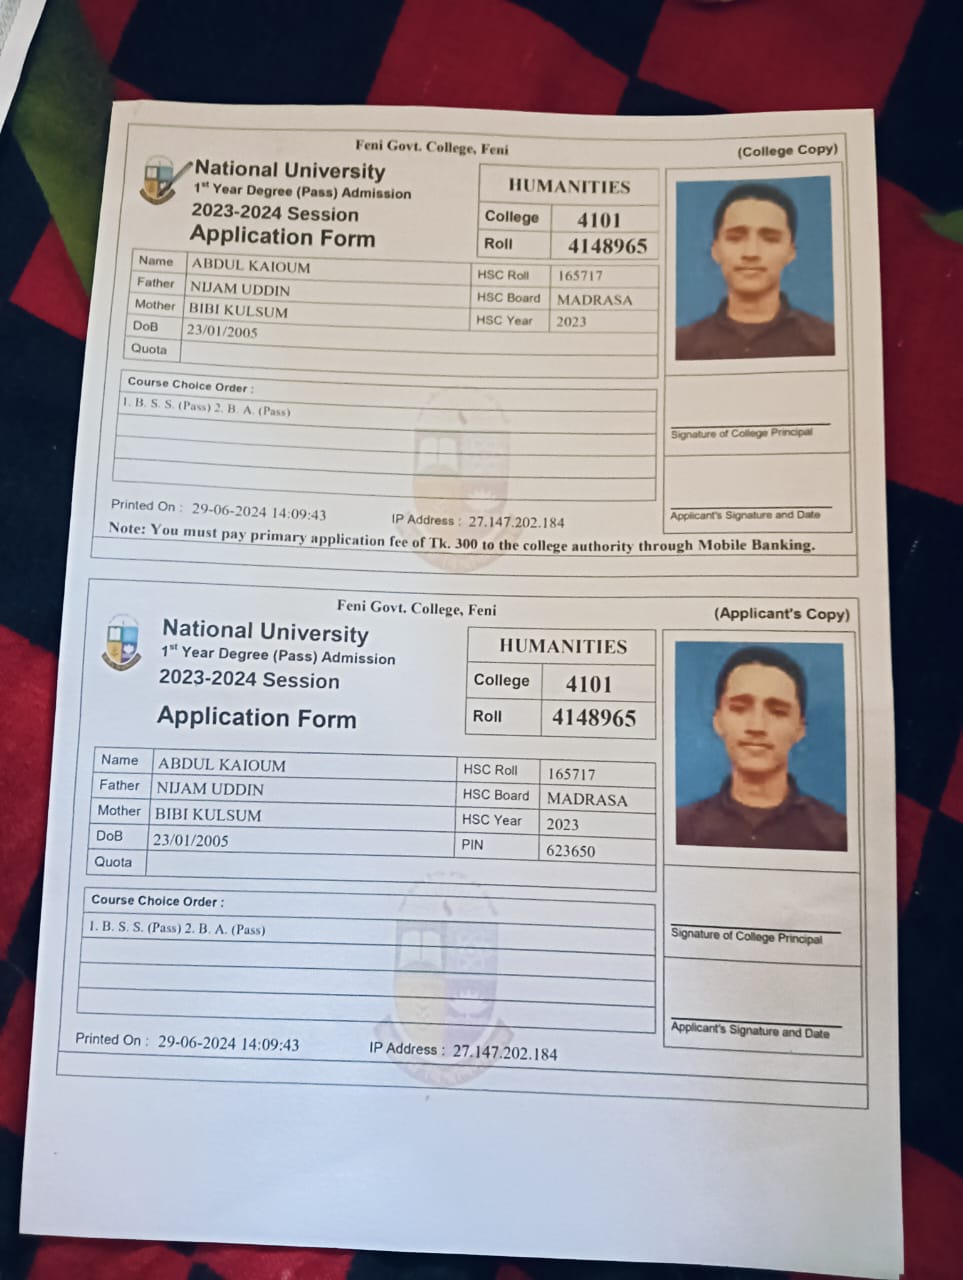 Feni Govt. College, Feni
(College Copy)
National University
1st Year Degree (Pass) Admission
2023-2024 Session
Application Form
HUMANITIES
College 4101
Roll 4148965
Name ABDUL KAIOUM HSC Roll 165717
Father NIJAM UDDIN HSC Board MADRASA
Mother BIBI KULSUM HSC Year 2023
DoB 23/01/2005
Quota
Course Choice Order :
1. B. S. S. (Pass) 2. B. A. (Pass)
Signature of College Principal
Applicant's Signature and Date
Printed On : 29-06-2024 14:09:43 IP Address : 27.147.202.184
Note: You must pay primary application fee of Tk. 300 to the college authority through Mobile Banking.
Feni Govt. College, Feni
(Applicant's Copy)
National University
1st Year Degree (Pass) Admission
2023-2024 Session
Application Form
HUMANITIES
College 4101
Roll 4148965
Name ABDUL KAIOUM HSC Roll 165717
Father NIJAM UDDIN HSC Board MADRASA
Mother BIBI KULSUM HSC Year 2023
DoB 23/01/2005 PIN 623650
Quota
Course Choice Order :
1. B. S. S. (Pass) 2. B. A. (Pass)
Signature of College Principal
Applicant's Signature and Date
Printed On : 29-06-2024 14:09:43 IP Address : 27.147.202.184